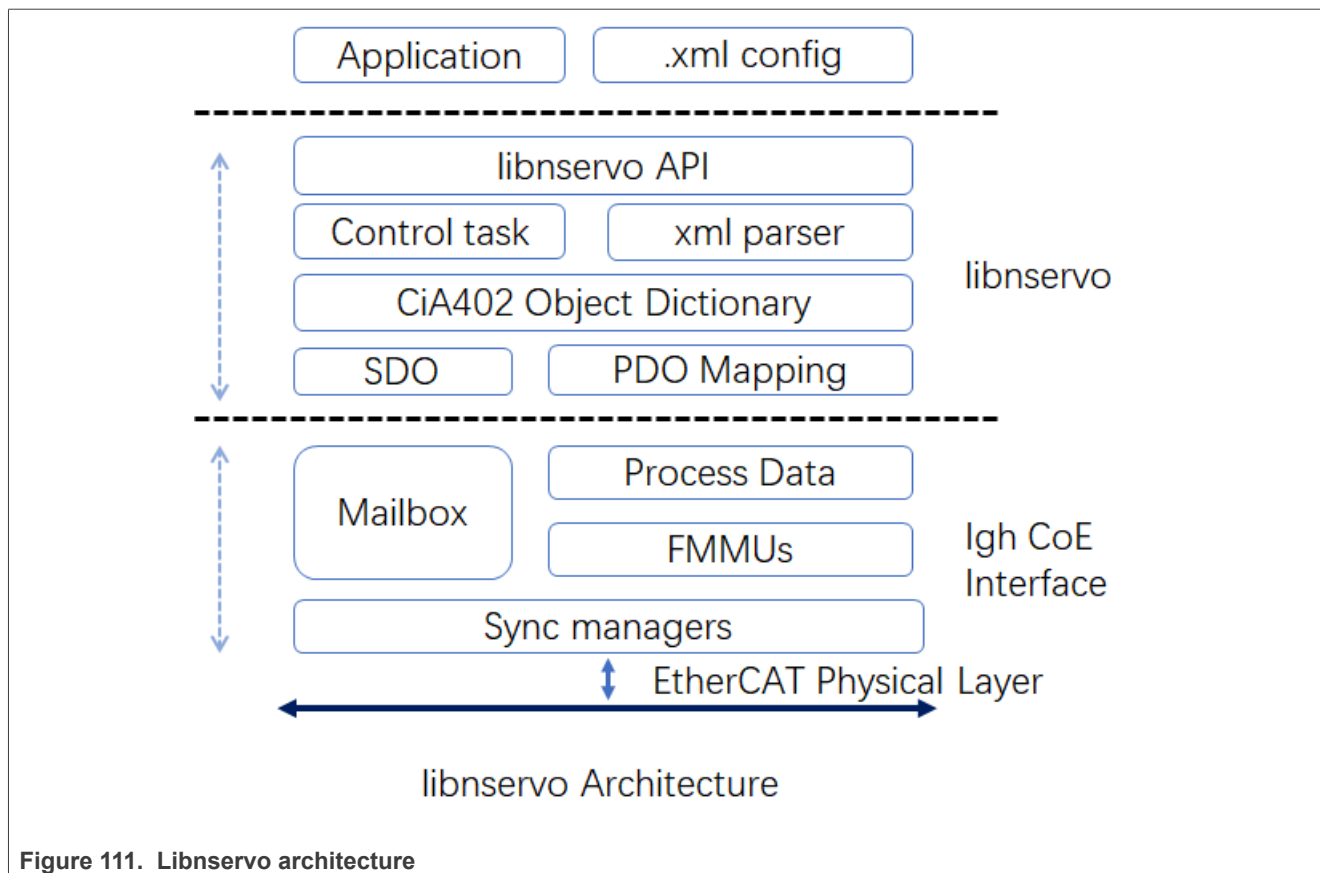 Application
.xml config
libnservo API
Control task
xml parser
libnservo
CiA402 Object Dictionary
SDO
PDO Mapping
Mailbox
Process Data
FMMUs
Igh CoE
Interface
Sync managers
EtherCAT Physical Layer
libnservo Architecture
Figure 111. Libnservo architecture